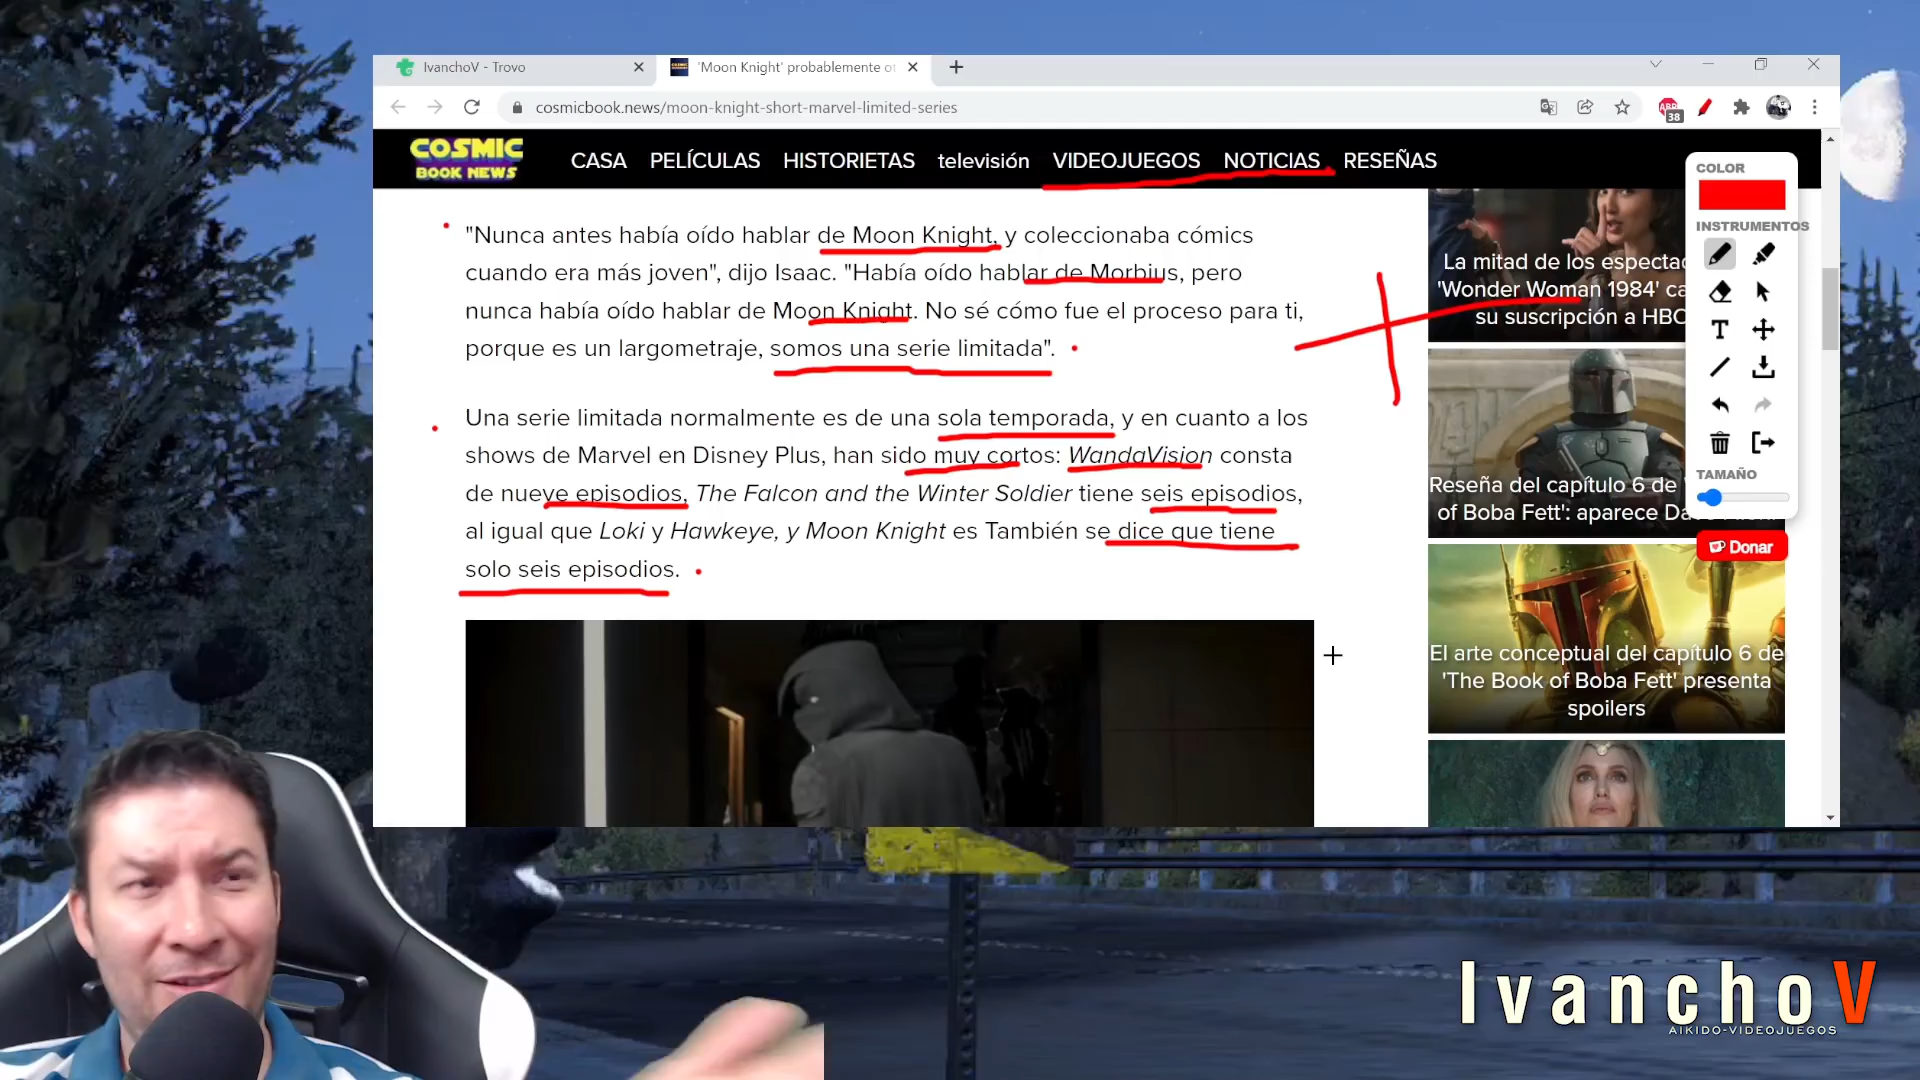 IvanchoV - Trovo
'Moon Knight' probablemente ot
cosmicbook.news/moon-knight-short-marvel-limited-series
ABP
38
COSMIC
BOOK NEWS
CASA PELÍCULAS HISTORIETAS televisión VIDEOJUEGOS NOTICIAS RESEÑAS
"Nunca antes había oído hablar de Moon Knight, y coleccionaba cómics
cuando era más joven", dijo Isaac. "Había oído hablar de Morbius, pero
nunca había oído hablar de Moon Knight. No sé cómo fue el proceso para ti,
porque es un largometraje, somos una serie limitada".
Una serie limitada normalmente es de una sola temporada, y en cuanto a los
shows de Marvel en Disney Plus, han sido muy cortos: WandaVision consta
de nueve episodios, The Falcon and the Winter Soldier tiene seis episodios,
al igual que Loki y Hawkeye, y Moon Knight es También se dice que tiene
solo seis episodios.
La mitad de los espectad
'Wonder Woman 1984' ca
su suscripción a HBO
Reseña del capítulo 6 de
of Boba Fett': aparece
El arte conceptual del capítulo 6 de
'The Book of Boba Fett' presenta
spoilers
COLOR
INSTRUMENTOS
T
TAMAÑO
Donar
IvanchoV
AIKIDO-VIDEOJUEGOS